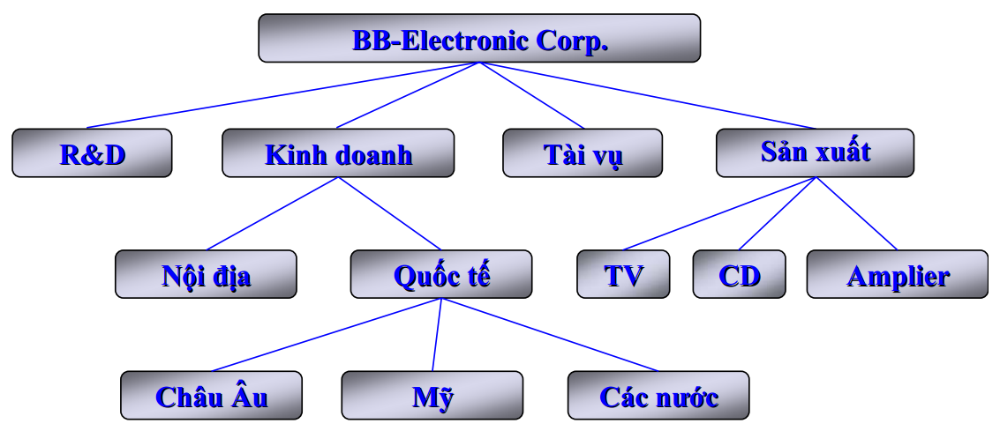 BB-Electronic Corp.
R&D
Kinh doanh
Tài vụ
Sản xuất
Nội địa
Quốc tế
TV
CD
Amplier
Châu Âu
Mỹ
Các nước